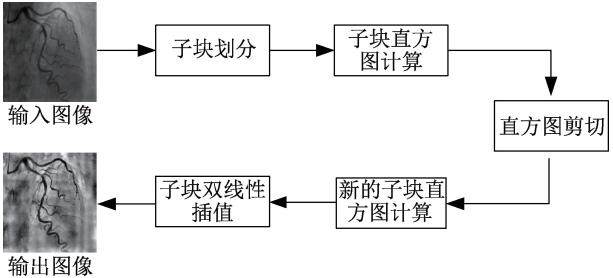 输入图像
子块划分
子块直方
图计算
直方图剪切
新的子块直
方图计算
子块双线性
插值
输出图像